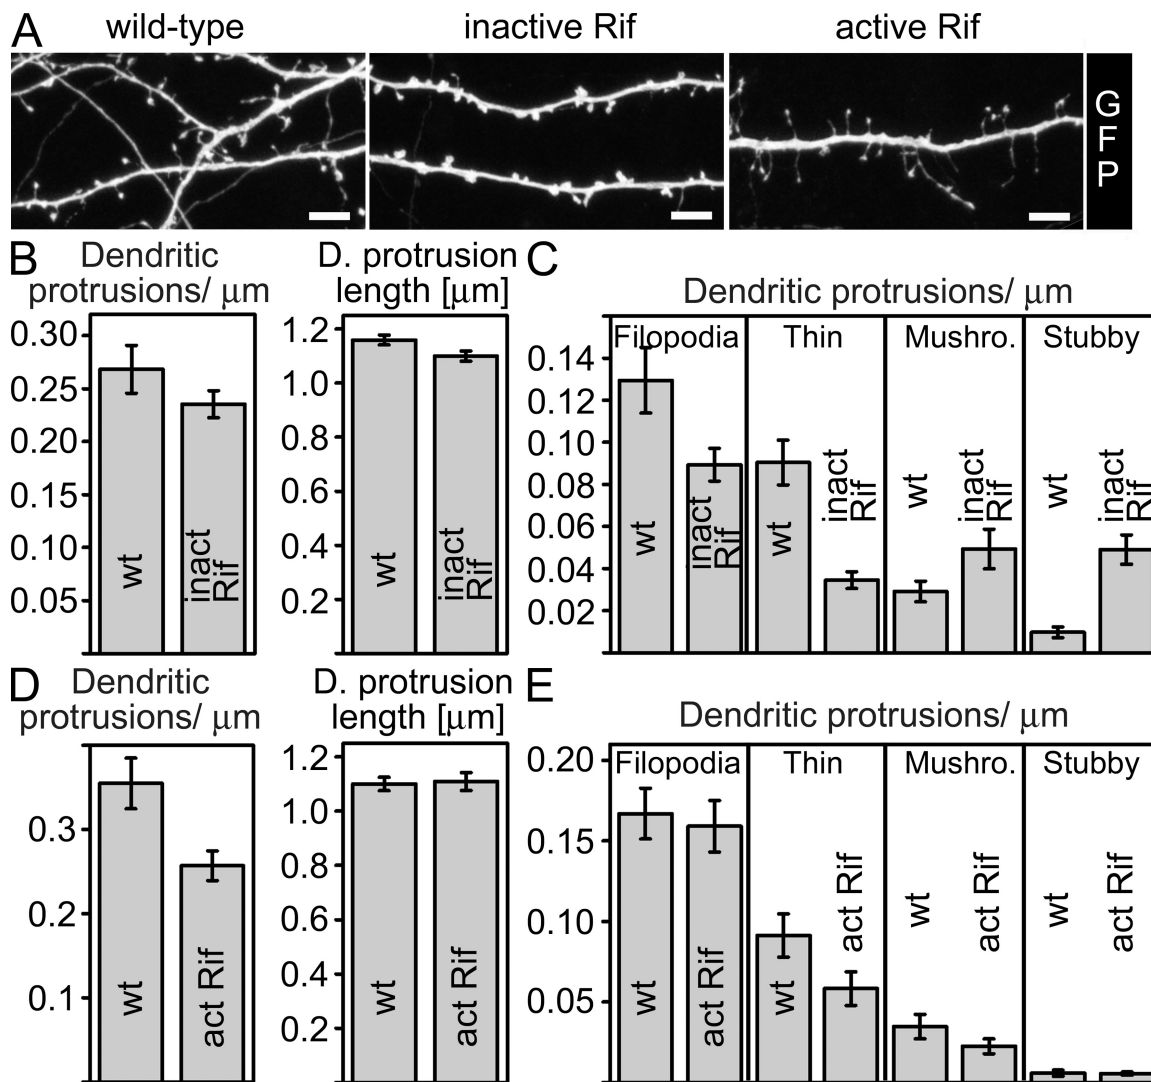 A
wild-type
inactive Rif
active Rif
G
F
P
B
Dendritic
protrusions/ μm
0.30
0.25
0.20
0.15
0.10
0.05
wt
inact
Rif
D. protrusion
length [μm]
1.2
1.0
0.8
0.6
0.4
0.2
wt
inact
Rif
C
Dendritic protrusions/ μm
Filopodia
Thin
Mushro.
Stubby
0.14
0.12
0.10
0.08
0.06
0.04
0.02
wt
inact
Rif
wt
inact
Rif
wt
inact
Rif
wt
inact
Rif
D
Dendritic
protrusions/ μm
0.3
0.2
0.1
wt
act Rif
D. protrusion
length [μm]
1.2
1.0
0.8
0.6
0.4
0.2
wt
act Rif
E
Dendritic protrusions/ μm
Filopodia
Thin
Mushro.
Stubby
0.20
0.15
0.10
0.05
wt
act Rif
wt
act Rif
wt
act Rif
wt
act Rif